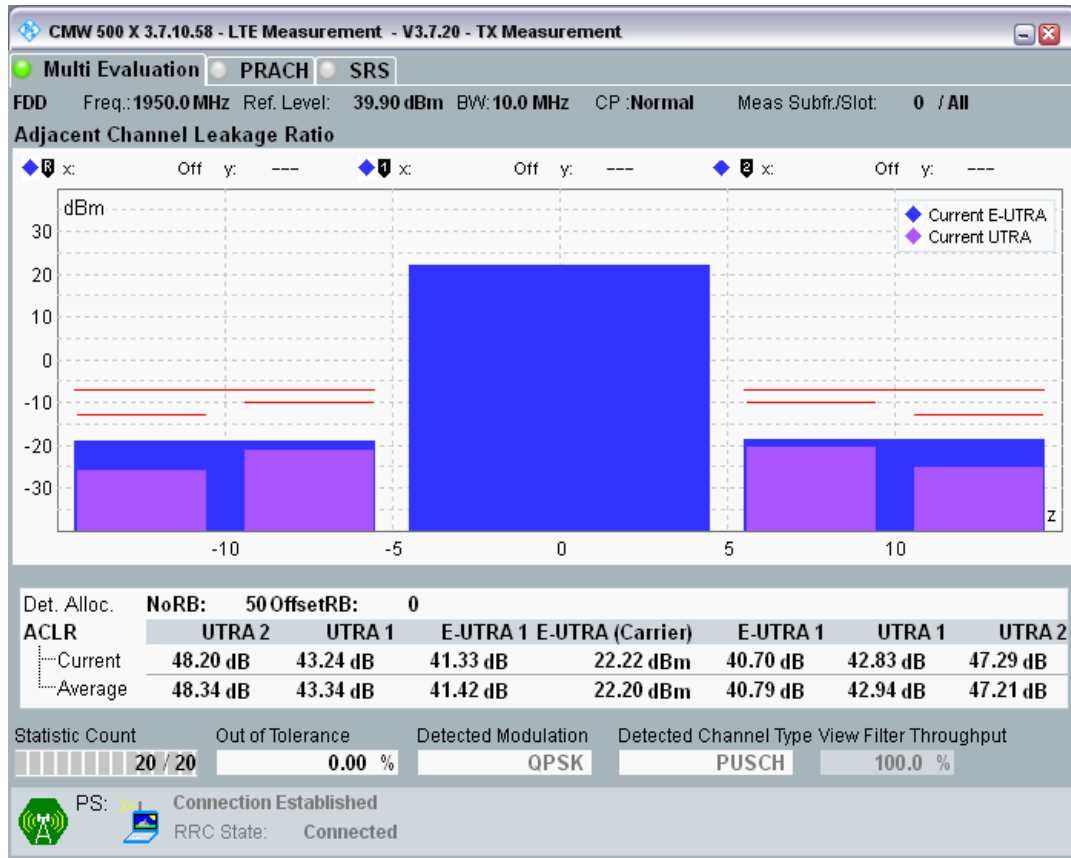 CMW 500 X 3.7.10.58 - LTE Measurement - V3.7.20 - TX Measurement
Multi Evaluation PRACH SRS
FDD Freq.: 1950.0 MHz Ref. Level: 39.90 dBm BW: 10.0 MHz CP : Normal Meas Subfr./Slot: 0 / All
Adjacent Channel Leakage Ratio
R x: Off y: --- 1 x: Off y: --- 2 x: Off y: ---
dBm
Current E-UTRA
Current UTRA
30
20
10
0
-10
-20
-30
Z
-10 -5 0 5 10
Det. Alloc. NoRB: 50 OffsetRB: 0
ACLR UTRA 2 UTRA 1 E-UTRA 1 E-UTRA (Carrier) E-UTRA 1 UTRA 1 UTRA 2
Current 48.20 dB 43.24 dB 41.33 dB 22.22 dBm 40.70 dB 42.83 dB 47.29 dB
Average 48.34 dB 43.34 dB 41.42 dB 22.20 dBm 40.79 dB 42.94 dB 47.21 dB
Statistic Count Out of Tolerance Detected Modulation Detected Channel Type View Filter Throughput
20 / 20 0.00 % QPSK PUSCH 100.0 %
PS: Connection Established
RRC State: Connected